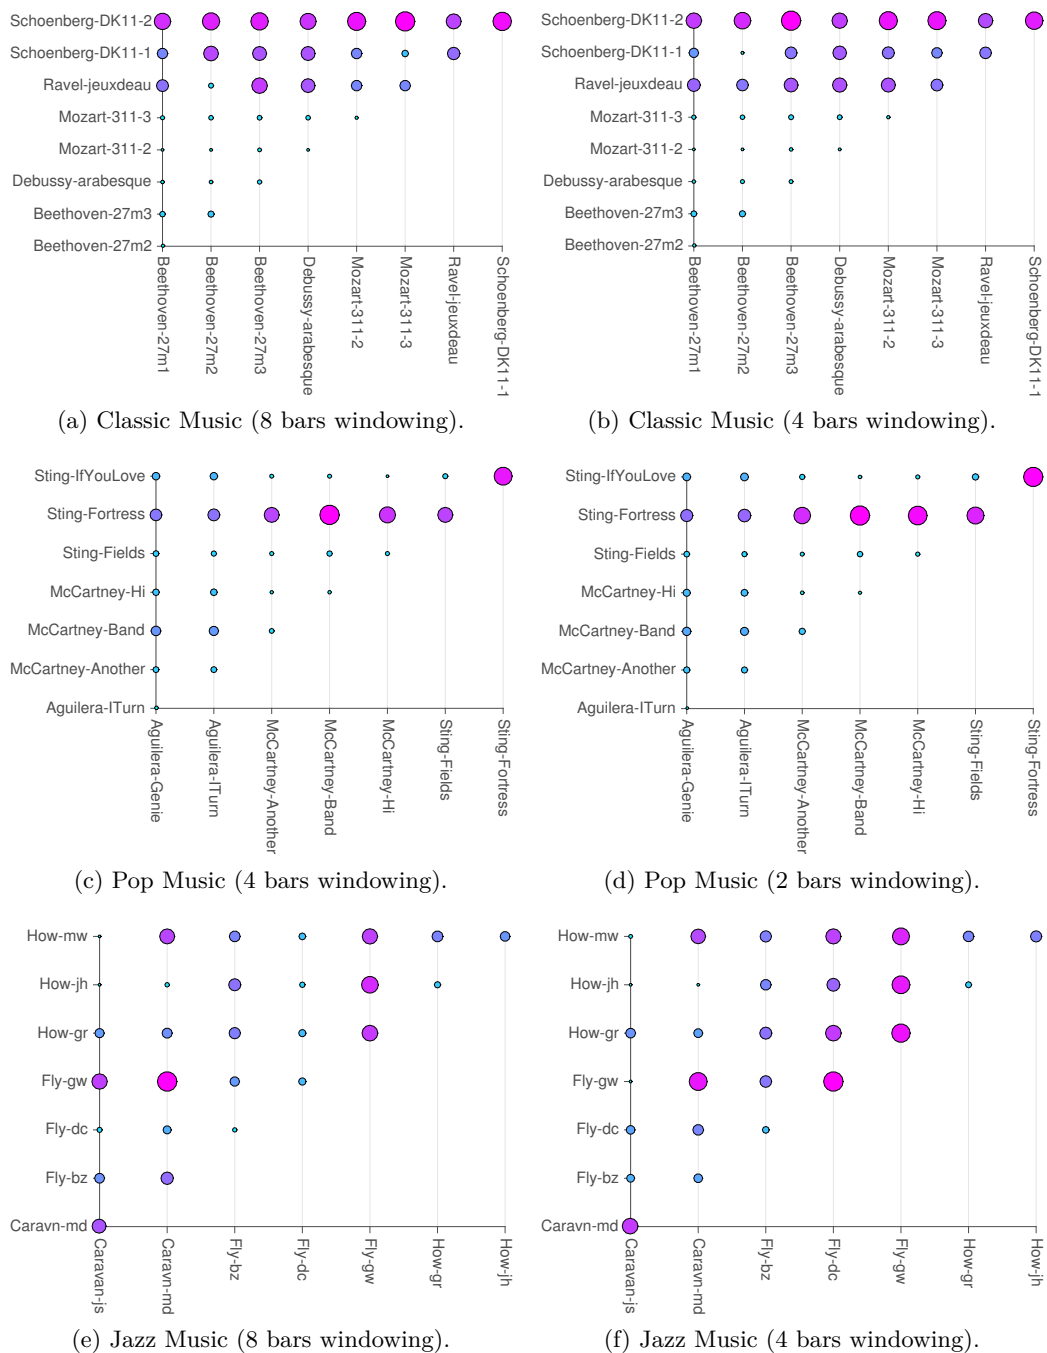 Schoenberg-DK11-2
Schoenberg-DK11-1
Ravel-jeuxdeau
Mozart-311-3
Mozart-311-2
Debussy-arabesque
Beethoven-27m3
Beethoven-27m2
Beethoven-27m1
Beethoven-27m2
Beethoven-27m3
Debussy-arabesque
Mozart-311-2
Mozart-311-3
Ravel-jeuxdeau
Schoenberg-DK11-1
(a) Classic Music (8 bars windowing).
Schoenberg-DK11-2
Schoenberg-DK11-1
Ravel-jeuxdeau
Mozart-311-3
Mozart-311-2
Debussy-arabesque
Beethoven-27m3
Beethoven-27m2
Beethoven-27m1
Beethoven-27m2
Beethoven-27m3
Debussy-arabesque
Mozart-311-2
Mozart-311-3
Ravel-jeuxdeau
Schoenberg-DK11-1
(b) Classic Music (4 bars windowing).
Sting-IfYouLove
Sting-Fortress
Sting-Fields
McCartney-Hi
McCartney-Band
McCartney-Another
Aguilera-ITurn
Aguilera-Genie
Aguilera-ITurn
McCartney-Another
McCartney-Band
McCartney-Hi
Sting-Fields
Sting-Fortress
(c) Pop Music (4 bars windowing).
Sting-IfYouLove
Sting-Fortress
Sting-Fields
McCartney-Hi
McCartney-Band
McCartney-Another
Aguilera-ITurn
Aguilera-Genie
Aguilera-ITurn
McCartney-Another
McCartney-Band
McCartney-Hi
Sting-Fields
Sting-Fortress
(d) Pop Music (2 bars windowing).
How-mw
How-jh
How-gr
Fly-gw
Fly-dc
Fly-bz
Caravn-md
Caravan-js
Caravn-md
Fly-bz
Fly-dc
Fly-gw
How-gr
How-jh
(e) Jazz Music (8 bars windowing).
How-mw
How-jh
How-gr
Fly-gw
Fly-dc
Fly-bz
Caravn-md
Caravan-js
Caravn-md
Fly-bz
Fly-dc
Fly-gw
How-gr
How-jh
(f) Jazz Music (4 bars windowing).